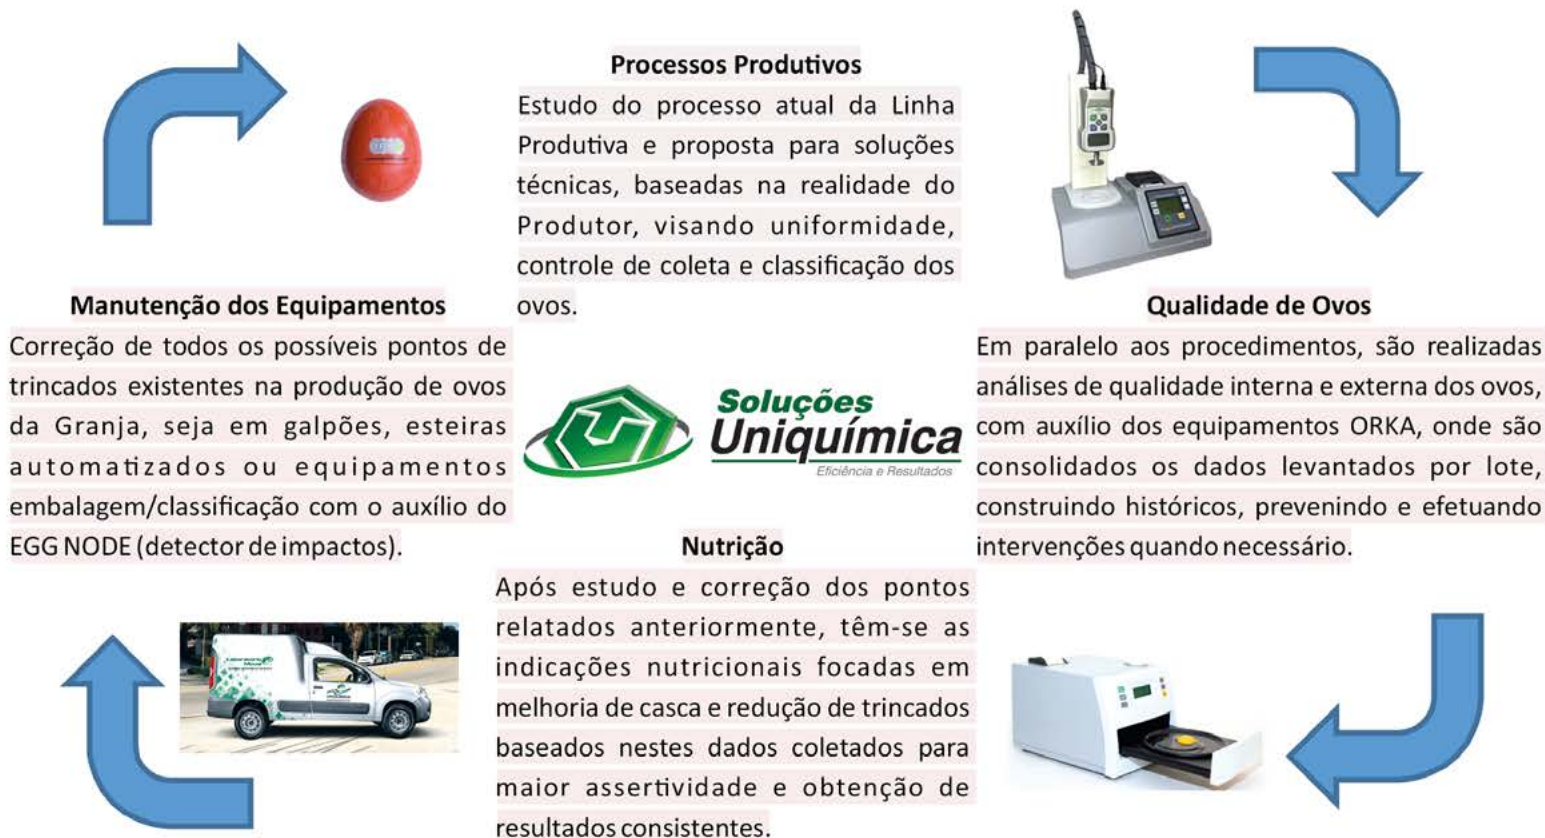 Processos Produtivos
Estudo do processo atual da Linha
Produtiva e proposta para soluções
técnicas, baseadas na realidade do
Produtor, visando uniformidade,
controle de coleta e classificação dos
ovos.
Manutenção dos Equipamentos
Correção de todos os possíveis pontos de
trincados existentes na produção de ovos
da Granja, seja em galpões, esteiras
automatizados ou equipamentos
embalagem/classificação com o auxílio do
EGG NODE (detector de impactos).
Soluções
Uniquímica
Eficiência e Resultados
Qualidade de Ovos
Em paralelo aos procedimentos, são realizadas
análises de qualidade interna e externa dos ovos,
com auxílio dos equipamentos ORKA, onde são
consolidados os dados levantados por lote,
construindo históricos, prevenindo e efetuando
intervenções quando necessário.
Nutrição
Após estudo e correção dos pontos
relatados anteriormente, têm-se as
indicações nutricionais focadas em
melhoria de casca e redução de trincados
baseados nestes dados coletados para
maior assertividade e obtenção de
resultados consistentes.